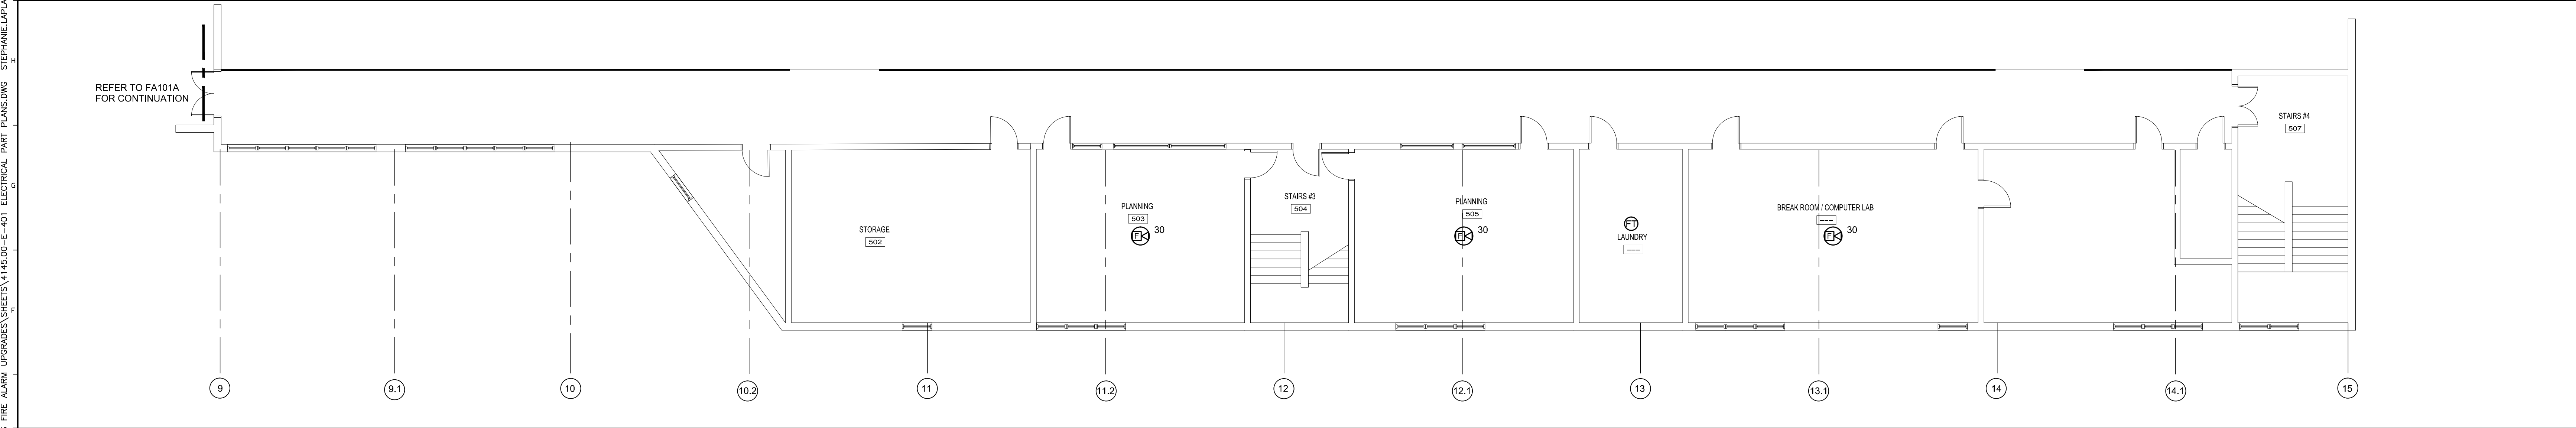 S FIRE ALARM UPGRADES\SHEETS\4145.00-E-401 ELECTRICAL PART PLANS.DWG STEPHANIE.LAPLA
H
G
F
REFER TO FA101A
FOR CONTINUATION
STORAGE
502
PLANNING
503
F 30
STAIRS #3
504
PLANNING
505
F 30
FT
LAUNDRY
---
BREAK ROOM / COMPUTER LAB
---
F 30
STAIRS #4
507
9 9.1 10 10.2 11 11.2 12 12.1 13 13.1 14 14.1 15